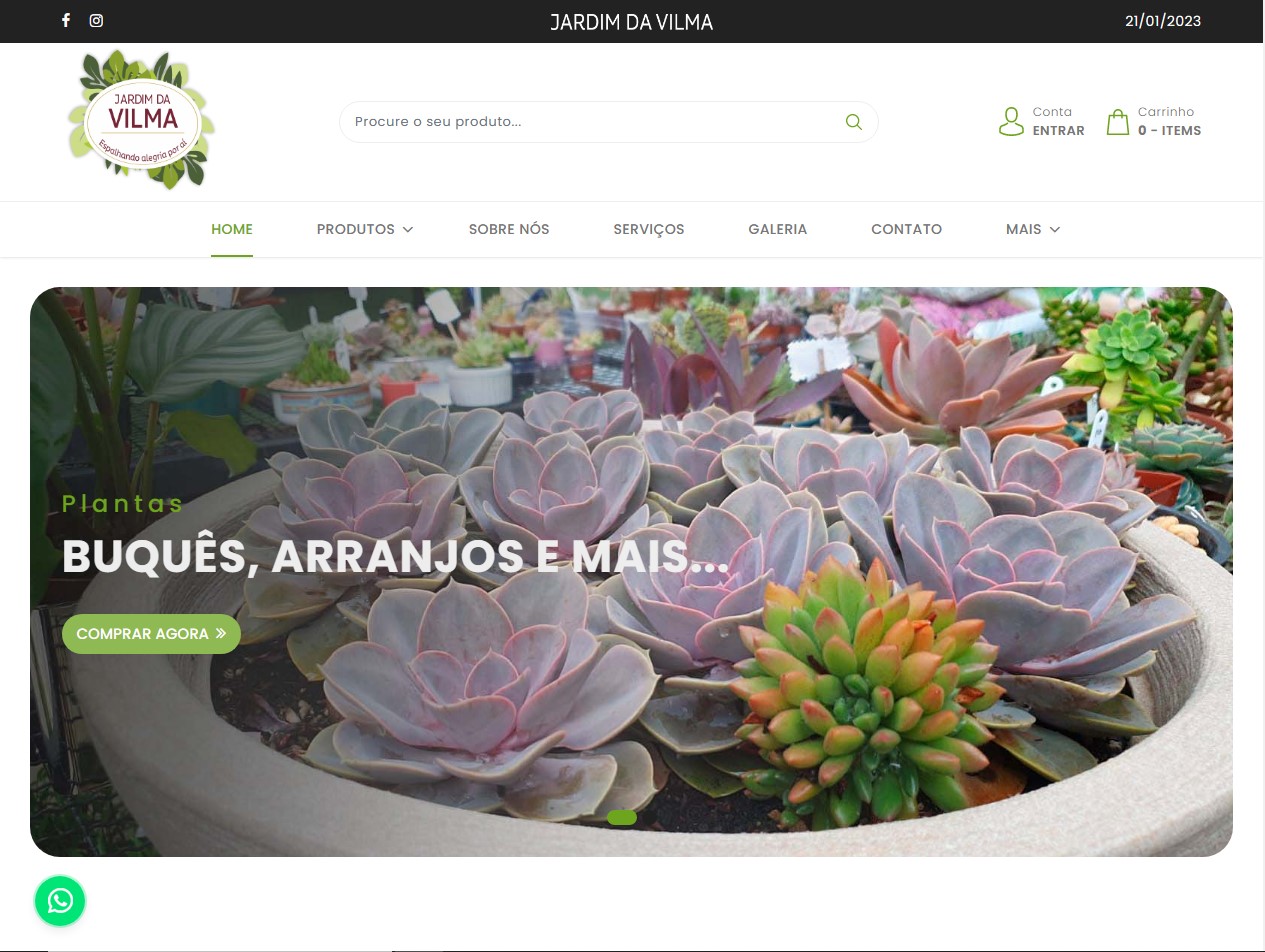 JARDIM DA VILMA
21/01/2023
JARDIM DA
VILMA
Espalhando alegria por aí
Procure o seu produto...
Conta
ENTRAR
Carrinho
0 - ITEMS
HOME
PRODUTOS
SOBRE NÓS
SERVIÇOS
GALERIA
CONTATO
MAIS
Plantas
BUQUÊS, ARRANJOS E MAIS...
COMPRAR AGORA